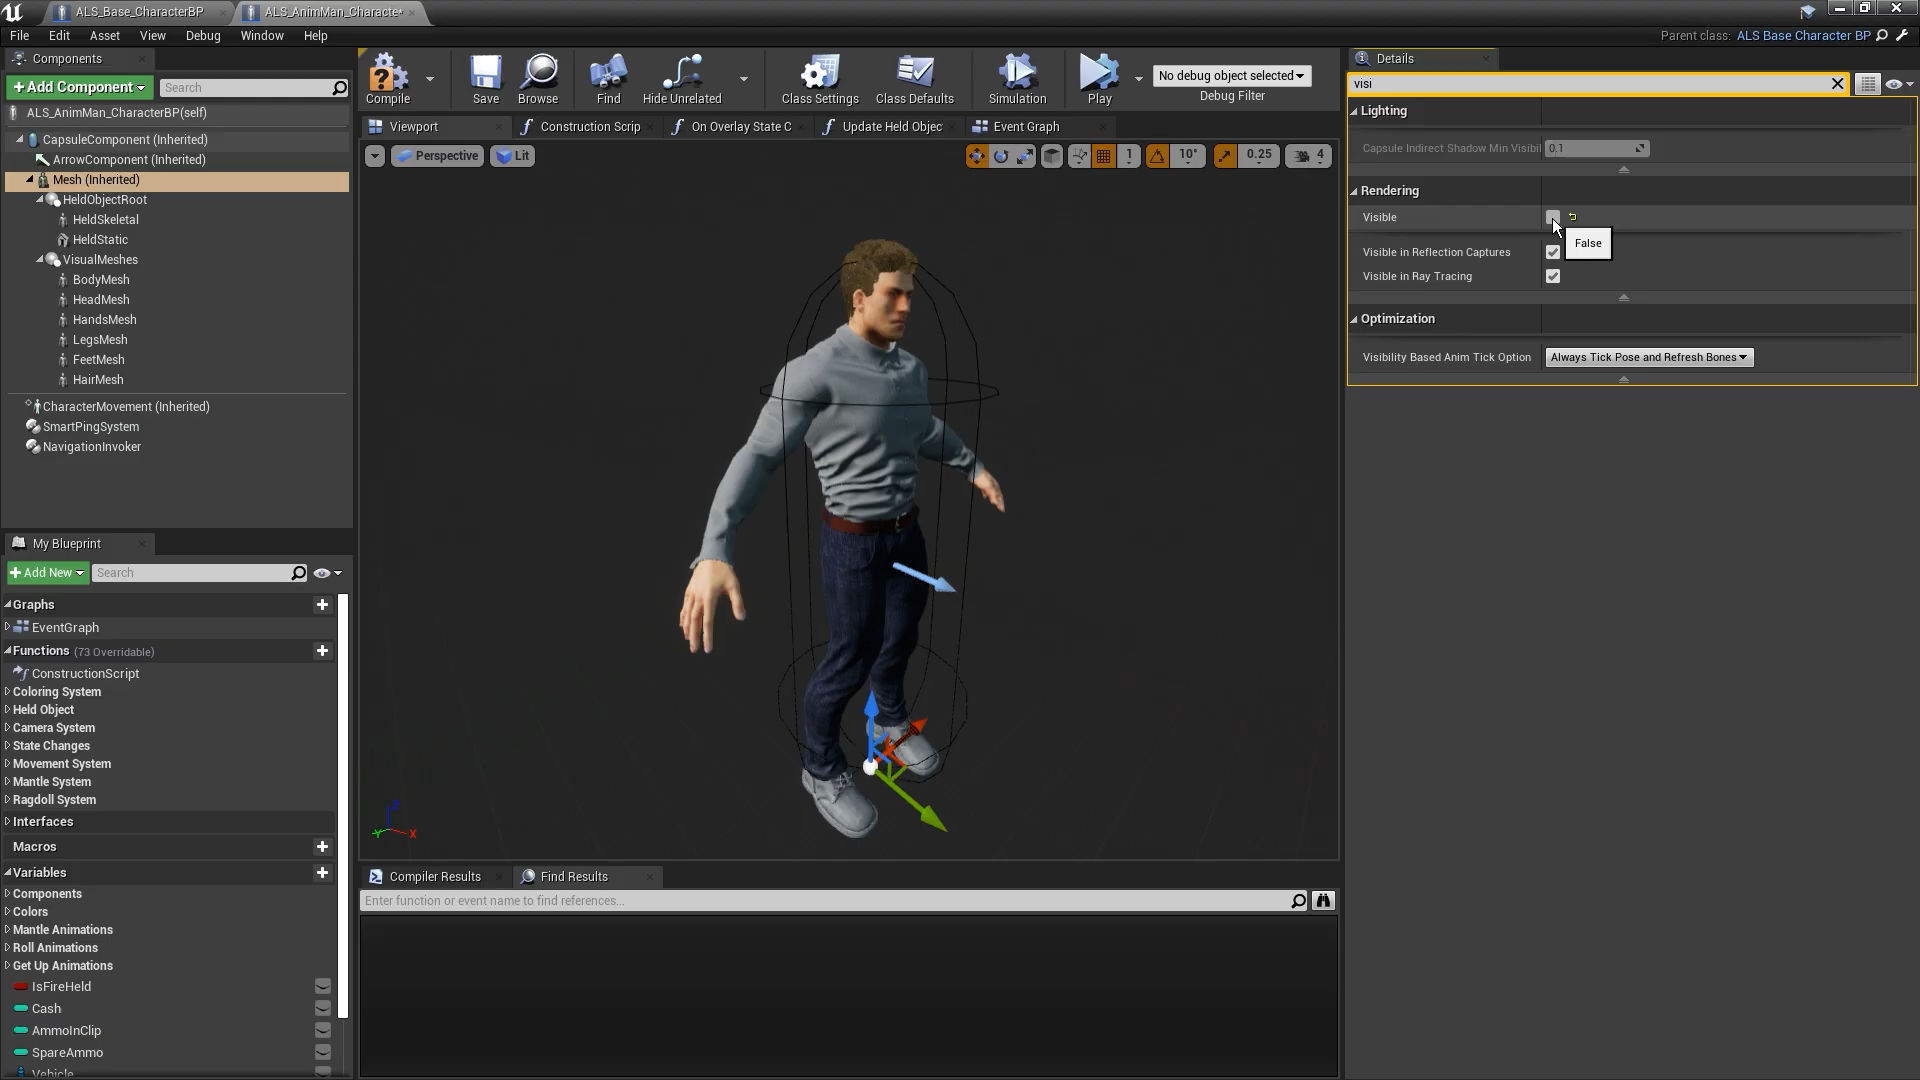 ALS_Base_CharacterBP
ALS_AnimMan_Characte*
File Edit Asset View Debug Window Help
Parent class: ALS Base Character BP
Components
+ Add Component
Search
ALS_AnimMan_CharacterBP(self)
CapsuleComponent (Inherited)
ArrowComponent (Inherited)
Mesh (Inherited)
HeldObjectRoot
HeldSkeletal
HeldStatic
VisualMeshes
BodyMesh
HeadMesh
HandsMesh
LegsMesh
FeetMesh
HairMesh
CharacterMovement (Inherited)
SmartPingSystem
NavigationInvoker
My Blueprint
+ Add New
Search
Graphs
EventGraph
Functions (73 Overridable)
ConstructionScript
Coloring System
Held Object
Camera System
State Changes
Movement System
Mantle System
Ragdoll System
Interfaces
Macros
Variables
Components
Colors
Mantle Animations
Roll Animations
Get Up Animations
IsFireHeld
Cash
AmmoInClip
SpareAmmo
Vehicle
Compile Save Browse Find Hide Unrelated Class Settings Class Defaults Simulation Play
No debug object selected
Debug Filter
Viewport Construction Scrip On Overlay State C Update Held Objec Event Graph
Perspective Lit 1 10° 0.25 4
Z
Y X
Compiler Results Find Results
Enter function or event name to find references...
Details
visi
Lighting
Capsule Indirect Shadow Min Visibil 0.1
Rendering
Visible
False
Visible in Reflection Captures
Visible in Ray Tracing
Optimization
Visibility Based Anim Tick Option Always Tick Pose and Refresh Bones